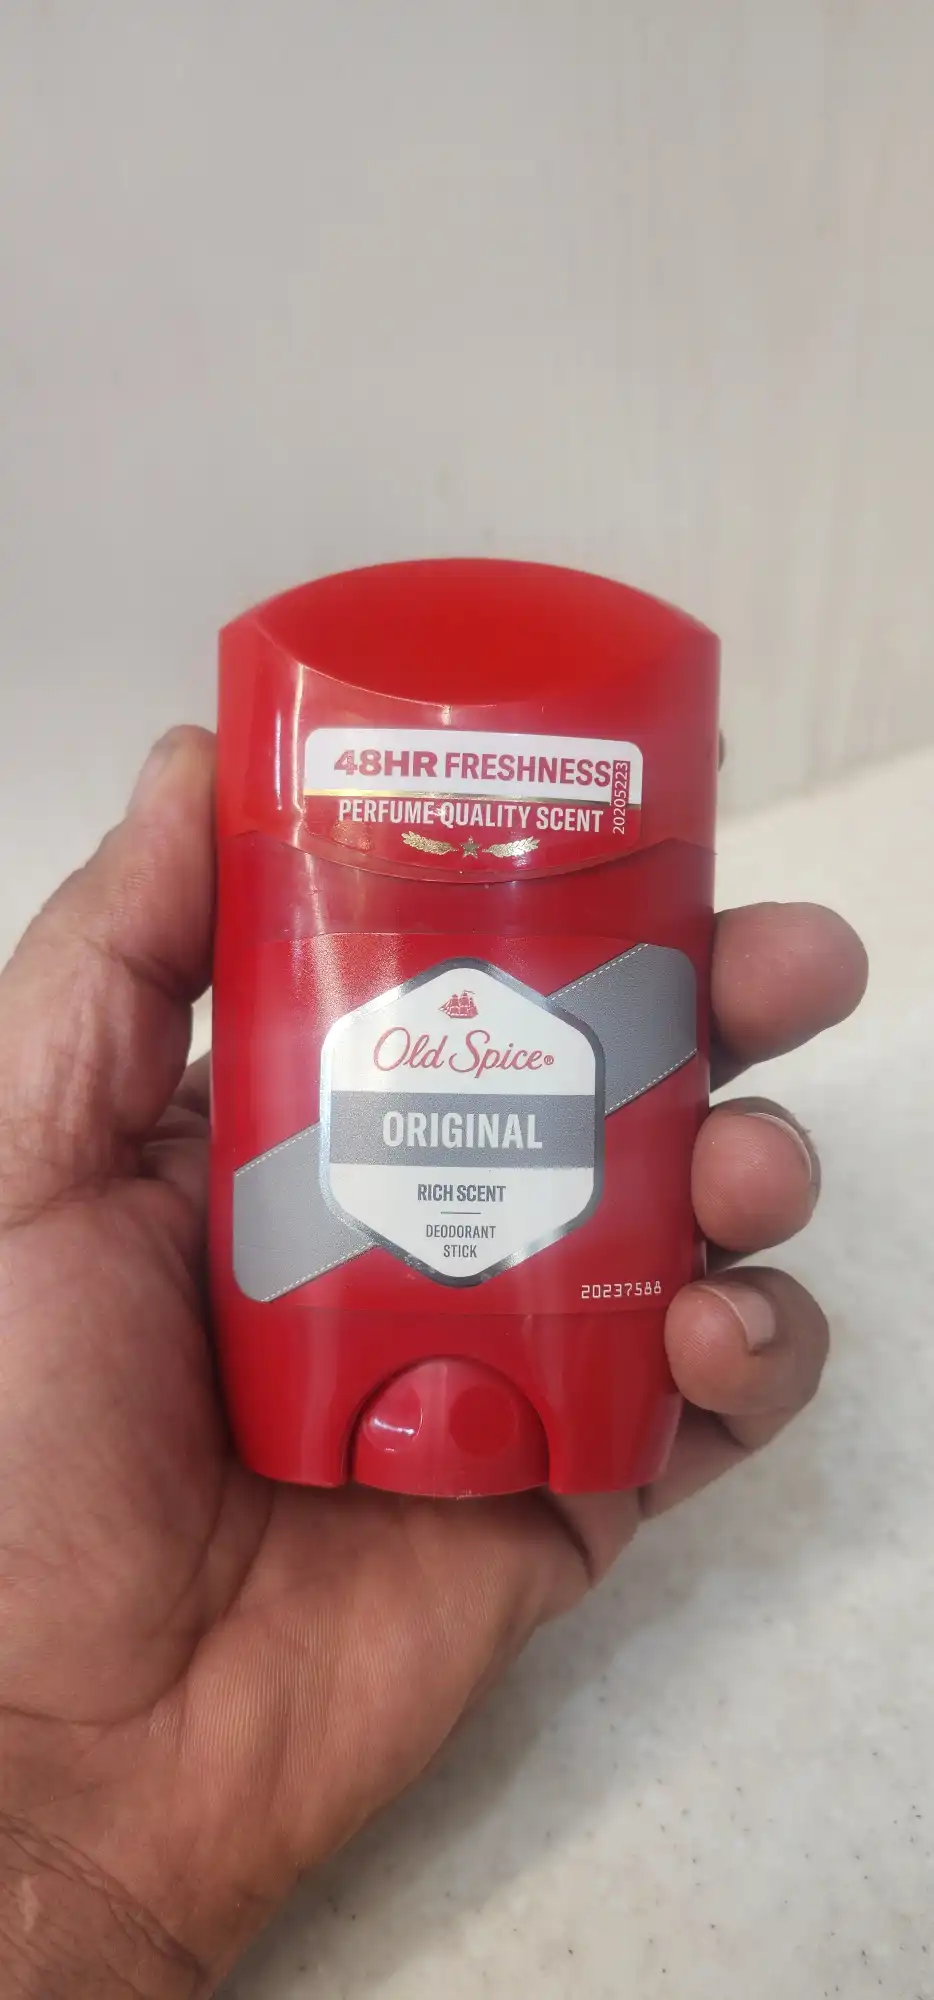 48HR FRESHNESS
PERFUME-QUALITY SCENT
20205223
Old Spice®
ORIGINAL
RICH SCENT
DEODORANT
STICK
20237588